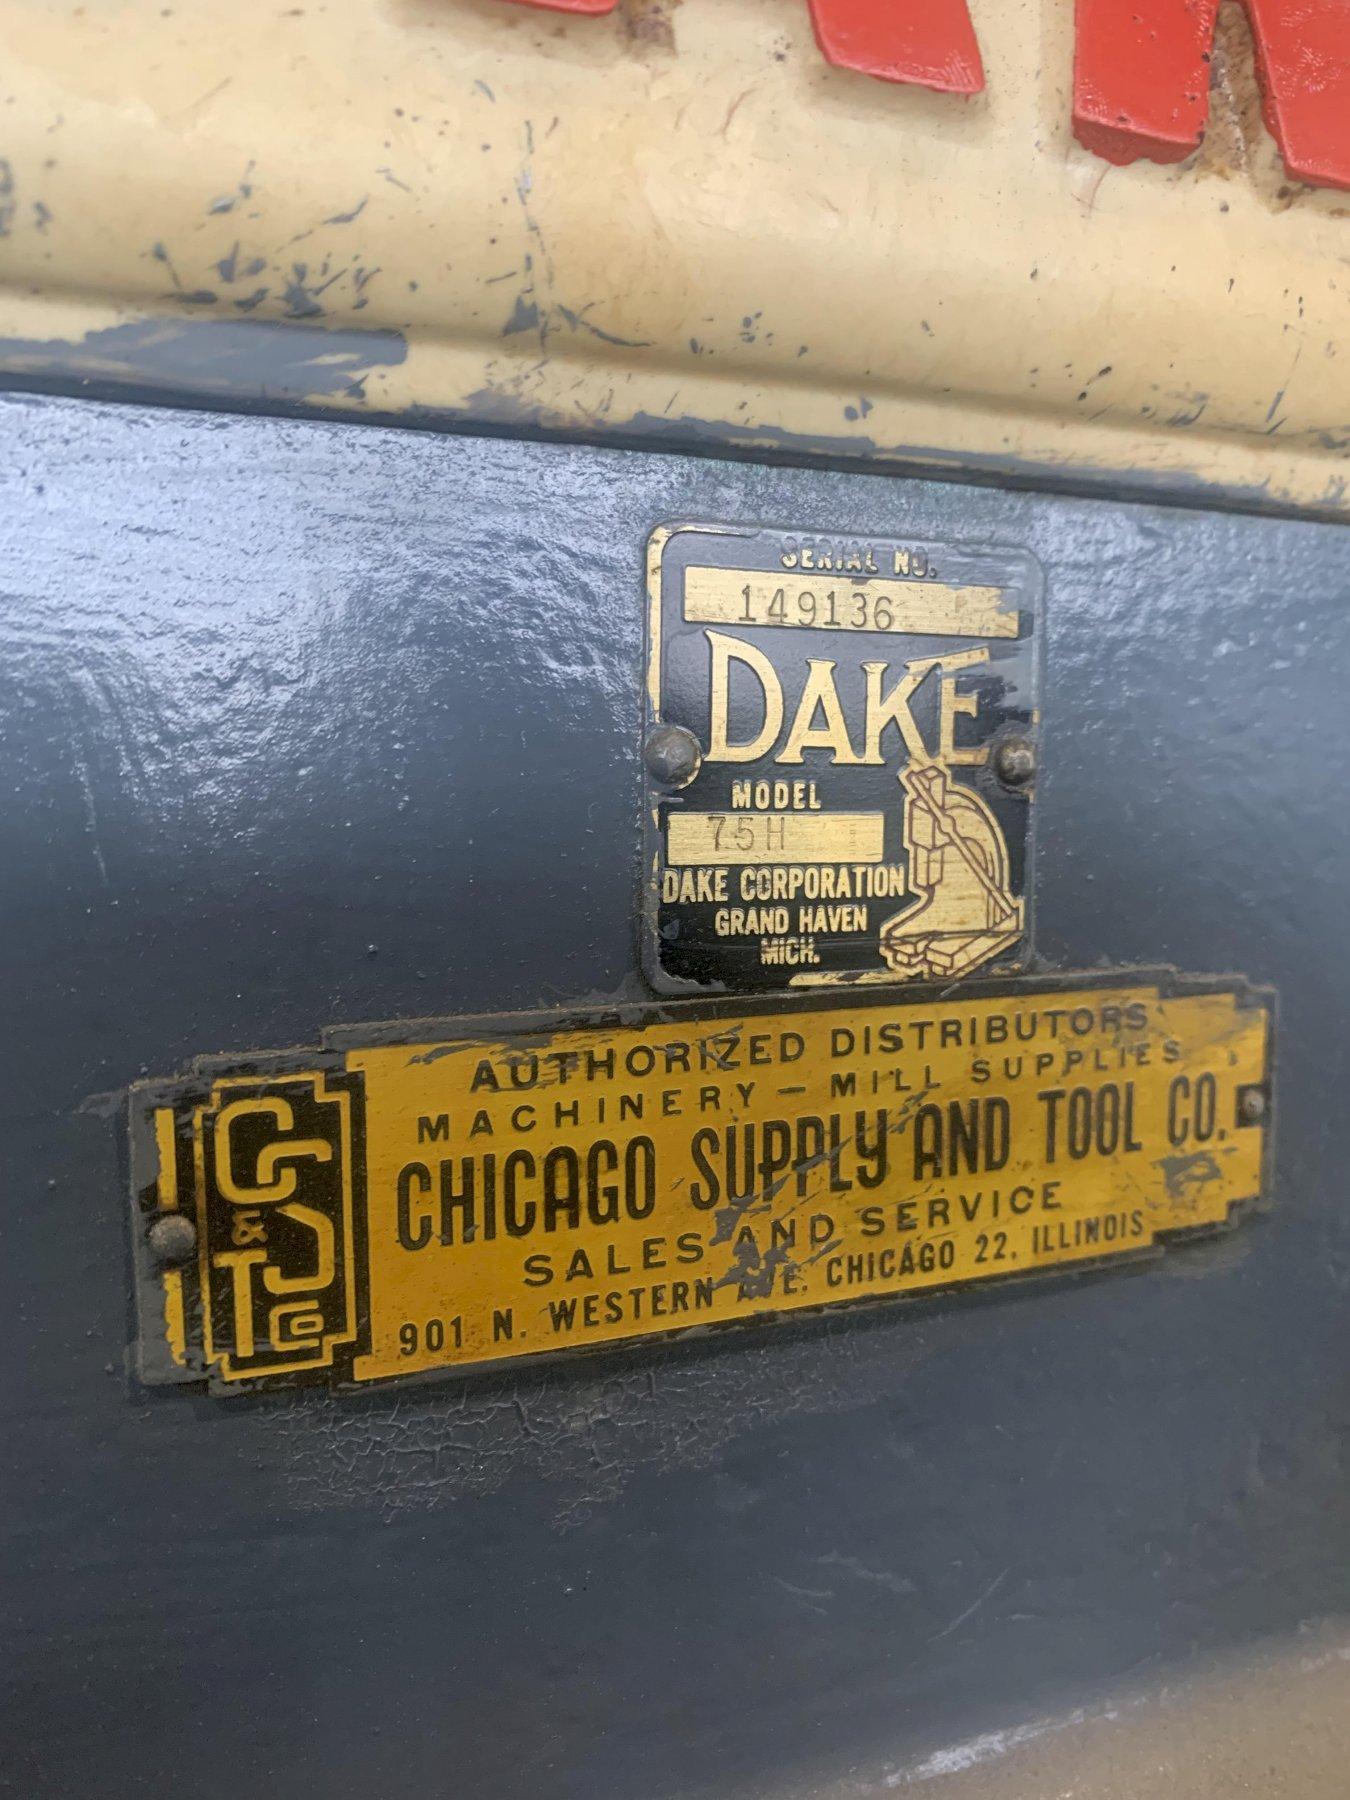 SERIAL NO.
149136
DAKE
MODEL
75H
DAKE CORPORATION
GRAND HAVEN
MICH.
AUTHORIZED DISTRIBUTORS
MACHINERY — MILL SUPPLIES
CHICAGO SUPPLY AND TOOL CO.
SALES AND SERVICE
901 N. WESTERN AVE. CHICAGO 22, ILLINOIS
CS
&
T
Co